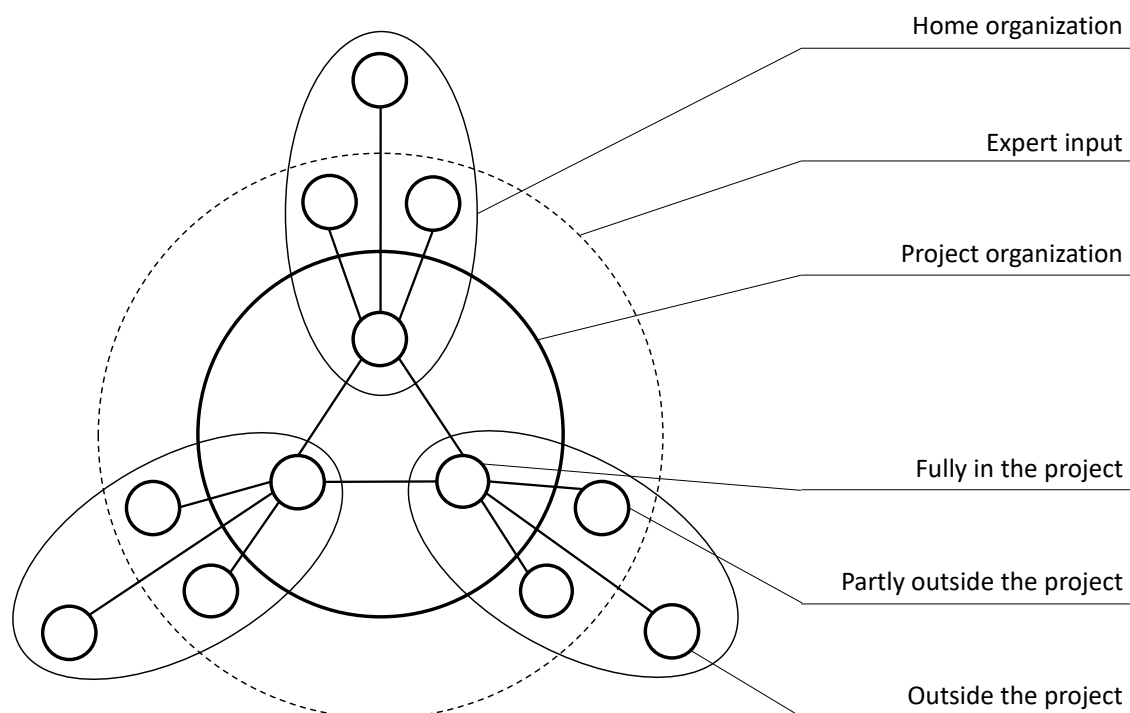 Home organization
Expert input
Project organization
Fully in the project
Partly outside the project
Outside the project